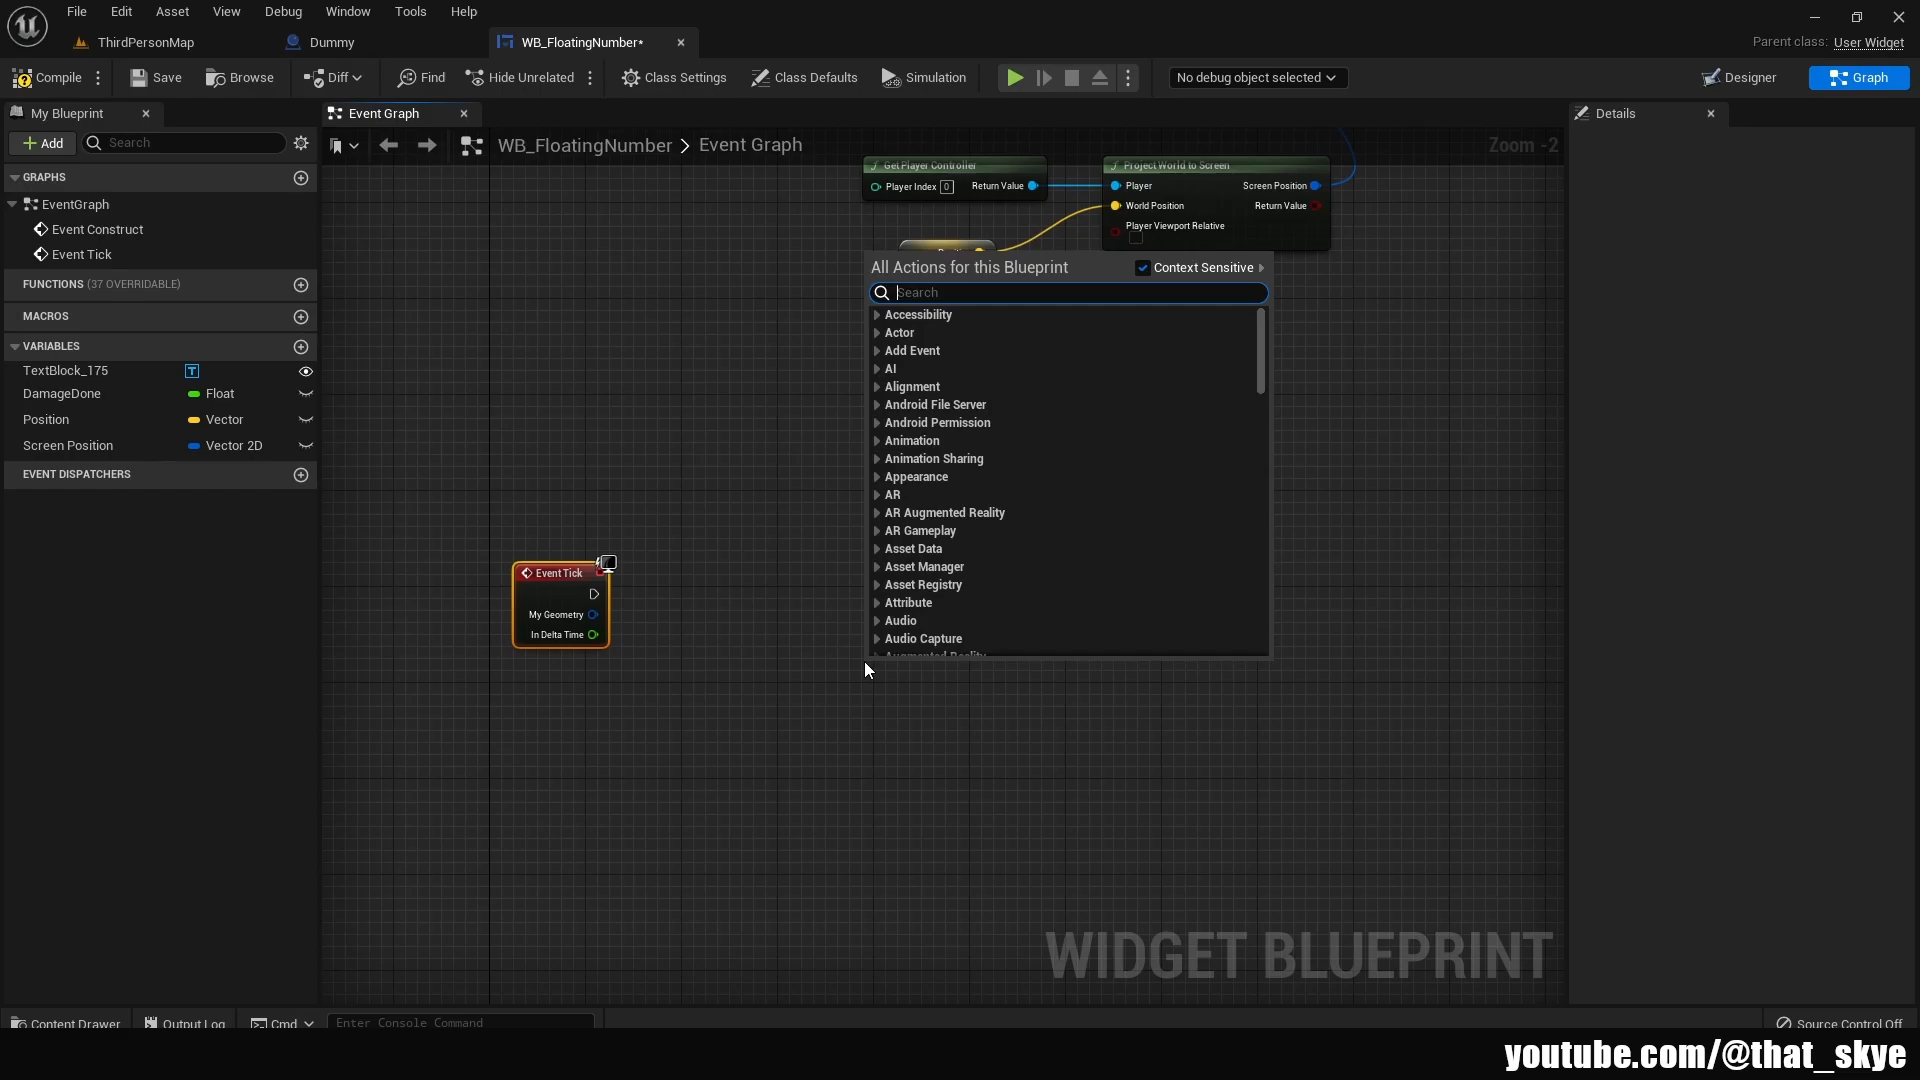 File Edit Asset View Debug Window Tools Help
ThirdPersonMap Dummy WB_FloatingNumber*
Parent class: User Widget
Compile Save Browse Diff Find Hide Unrelated Class Settings Class Defaults Simulation No debug object selected Designer Graph
My Blueprint
Event Graph
Details
Add Search
WB_FloatingNumber > Event Graph
Zoom -2
GRAPHS
EventGraph
Event Construct
Event Tick
FUNCTIONS (37 OVERRIDABLE)
MACROS
VARIABLES
TextBlock_175 T
DamageDone Float
Position Vector
Screen Position Vector 2D
EVENT DISPATCHERS
Get Player Controller
Player Index 0 Return Value
Project World to Screen
Player Screen Position
World Position Return Value
Player Viewport Relative
All Actions for this Blueprint Context Sensitive
Search
Accessibility
Actor
Add Event
AI
Alignment
Android File Server
Android Permission
Animation
Animation Sharing
Appearance
AR
AR Augmented Reality
AR Gameplay
Asset Data
Asset Manager
Asset Registry
Attribute
Audio
Audio Capture
Augmented Reality
Event Tick
My Geometry
In Delta Time
WIDGET BLUEPRINT
Content Drawer Output Log Cmd Enter Console Command Source Control Off
youtube.com/@that_skye